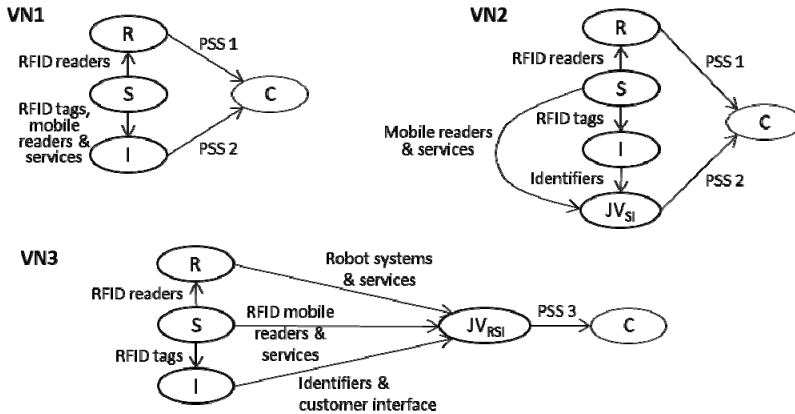 VN1
R
PSS 1
RFID readers
S
C
RFID tags,
mobile
readers &
services
I
PSS 2
VN2
R
PSS 1
RFID readers
S
RFID tags
C
Mobile readers
& services
I
Identifiers
PSS 2
JVSI
VN3
R
Robot systems
& services
RFID readers
S
RFID mobile
readers &
services
JVRSI
PSS 3
C
RFID tags
I
Identifiers &
customer interface